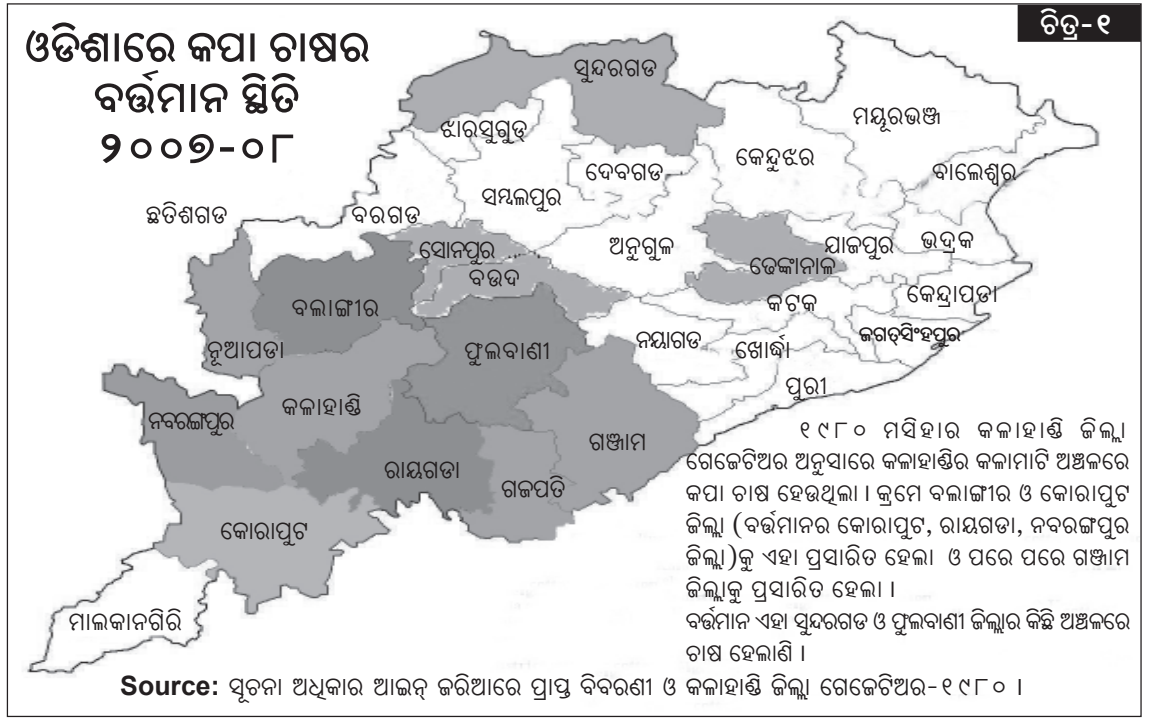 ଚିତ୍ର-୧
ଓଡିଶାରେ କପା ଚାଷର
ବର୍ତ୍ତମାନ ସ୍ଥିତି
୨୦୦୭-୦୮
ସୁନ୍ଦରଗଡ
ଝାରସୁଗୁଡ଼
ମୟୂରଭଞ୍ଜ
କେନ୍ଦୁଝର
ଦେବଗଡ
ବାଲେଶ୍ୱର
ସମ୍ଭଲପୁର
ଛତିଶଗଡ
ବରଗଡ
ସୋନପୁର
ଅନୁଗୁଳ
ଯାଜପୁର
ଭଦ୍ରକ
ଢେଙ୍କାନାଳ
ବଉଦ
ବଲାଙ୍ଗୀର
କଟକ
କେନ୍ଦ୍ରାପଡା
ନୂଆପଡା
ଫୁଲବାଣୀ
ନୟାଗଡ
ଖୋର୍ଦ୍ଧା
ଜଗତ୍‌ସିଂହପୁର
ପୁରୀ
ନବରଙ୍ଗପୁର
କଳାହାଣ୍ଡି
ଗଞ୍ଜାମ
ରାୟଗଡା
ଗଜପତି
କୋରାପୁଟ
ମାଲକାନଗିରି
୧୯୮୦ ମସିହାର କଳାହାଣ୍ଡି ଜିଲ୍ଲା
ଗେଜେଟିଅର ଅନୁସାରେ କଳାହାଣ୍ଡିର କଳାମାଟି ଅଞ୍ଚଳରେ
କପା ଚାଷ ହେଉଥିଲା । କ୍ରମେ ବଲାଙ୍ଗୀର ଓ କୋରାପୁଟ
ଜିଲ୍ଲା (ବର୍ତ୍ତମାନର କୋରାପୁଟ, ରାୟଗଡା, ନବରଙ୍ଗପୁର
ଜିଲ୍ଲା)କୁ ଏହା ପ୍ରସାରିତ ହେଲା ଓ ପରେ ପରେ ଗଞ୍ଜାମ
ଜିଲ୍ଲାକୁ ପ୍ରସାରିତ ହେଲା ।
ବର୍ତ୍ତମାନ ଏହା ସୁନ୍ଦରଗଡ ଓ ଫୁଲବାଣୀ ଜିଲ୍ଲାର କିଛି ଅଞ୍ଚଳରେ
ଚାଷ ହେଲାଣି ।
Source: ସୂଚନା ଅଧିକାର ଆଇନ୍ ଜରିଆରେ ପ୍ରାପ୍ତ ବିବରଣୀ ଓ କଳାହାଣ୍ଡି ଜିଲ୍ଲା ଗେଜେଟିଅର-୧୯୮୦ ।